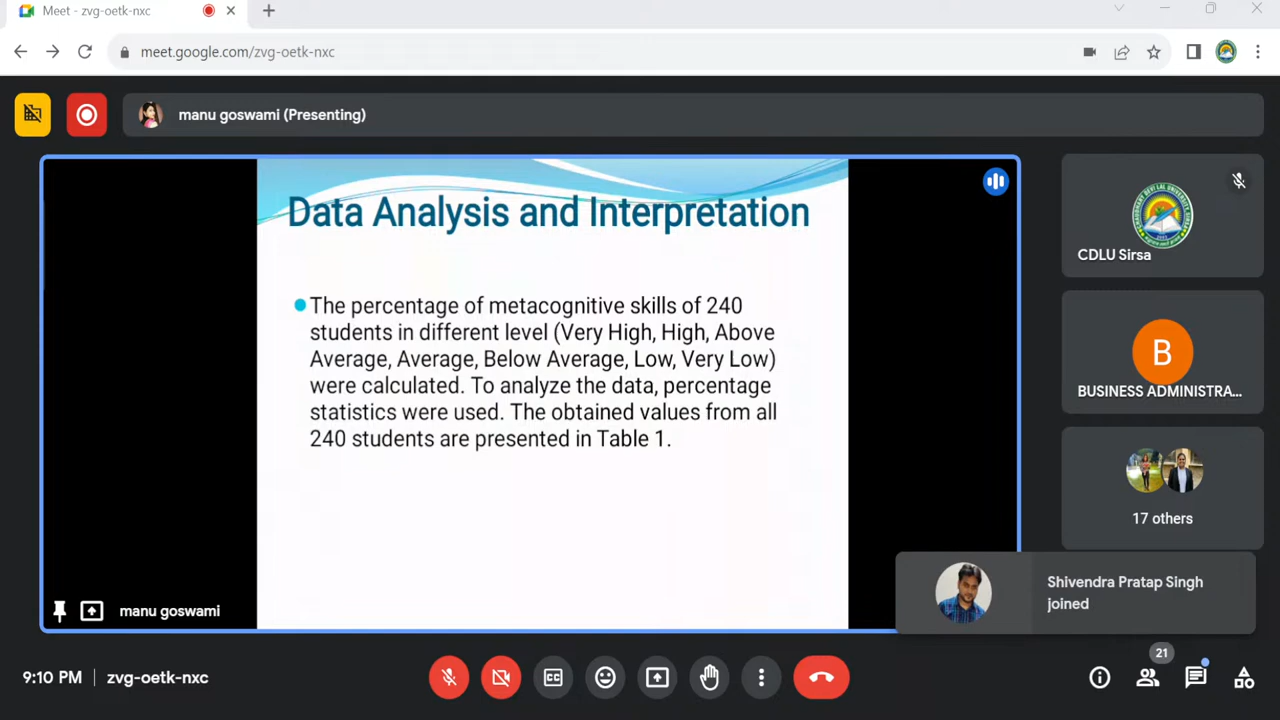 Meet - zvg-oetk-nxc
meet.google.com/zvg-oetk-nxc
manu goswami (Presenting)
Data Analysis and Interpretation
The percentage of metacognitive skills of 240
students in different level (Very High, High, Above
Average, Average, Below Average, Low, Very Low)
were calculated. To analyze the data, percentage
statistics were used. The obtained values from all
240 students are presented in Table 1.
manu goswami
CDLU Sirsa
B
BUSINESS ADMINISTRA...
17 others
Shivendra Pratap Singh
joined
9:10 PM
zvg-oetk-nxc
CC
21